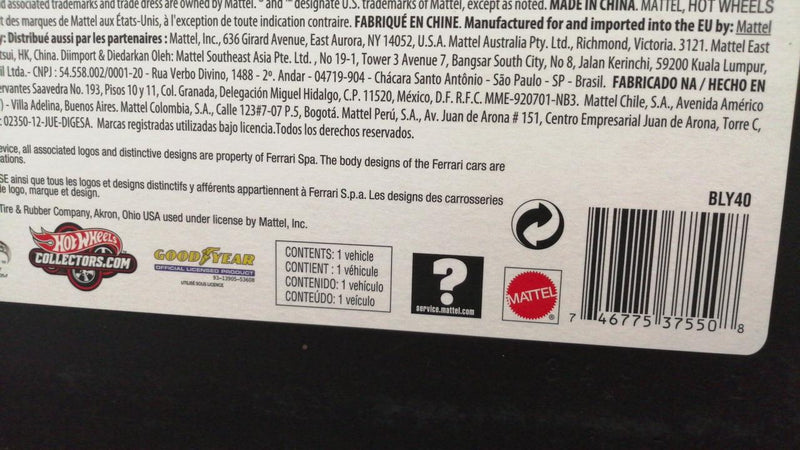 associated trademarks and trade dress are owned by Mattel. ® and ™ designate U.S. trademarks of Mattel, except as noted. MADE IN CHINA. MATTEL, HOT WHEELS
t des marques de Mattel aux États-Unis, à l'exception de toute indication contraire. FABRIQUÉ EN CHINE. Manufactured for and imported into the EU by: Mattel
y: Distribué aussi par les partenaires : Mattel, Inc., 636 Girard Avenue, East Aurora, NY 14052, U.S.A. Mattel Australia Pty. Ltd., Richmond, Victoria. 3121. Mattel East
tsui, HK, China. Diimport & Diedarkan Oleh: Mattel Southeast Asia Pte. Ltd. , No 19-1, Tower 3 Avenue 7, Bangsar South City, No 8, Jalan Kerinchi, 59200 Kuala Lumpur,
il Ltda.- CNPJ : 54.558.002/0001-20 - Rua Verbo Divino, 1488 - 2º. Andar - 04719-904 - Chácara Santo Antônio - São Paulo - SP - Brasil. FABRICADO NA / HECHO EN
rvantes Saavedra No. 193, Pisos 10 y 11, Col. Granada, Delegación Miguel Hidalgo, C.P. 11520, México, D.F. R.F.C. MME-920701-NB3. Mattel Chile, S.A., Avenida Américo
) - Villa Adelina, Buenos Aires. Mattel Colombia, S.A., Calle 123#7-07 P.5, Bogotá. Mattel Perú, S.A., Av. Juan de Arona # 151, Centro Empresarial Juan de Arona, Torre C,
: 02350-12-JUE-DIGESA. Marcas registradas utilizadas bajo licencia.Todos los derechos reservados.
evice, all associated logos and distinctive designs are property of Ferrari Spa. The body designs of the Ferrari cars are
ations.
SE ainsi que tous les logos et designs distinctifs y afférents appartiennent à Ferrari S.p.a. Les designs des carrosseries
le logo, marque et design.
Tire & Rubber Company, Akron, Ohio USA used under license by Mattel, Inc.
BLY40
HOT WHEELS
COLLECTORS.COM
GOODYEAR
OFFICIAL LICENSED PRODUCT
93-33905-53608
UTILISÉ SOUS LICENCE
CONTENTS: 1 vehicle
CONTIENT : 1 véhicule
CONTENIDO: 1 vehículo
CONTEÚDO: 1 veículo
?
service.mattel.com
MATTEL
7 46775 37550 8